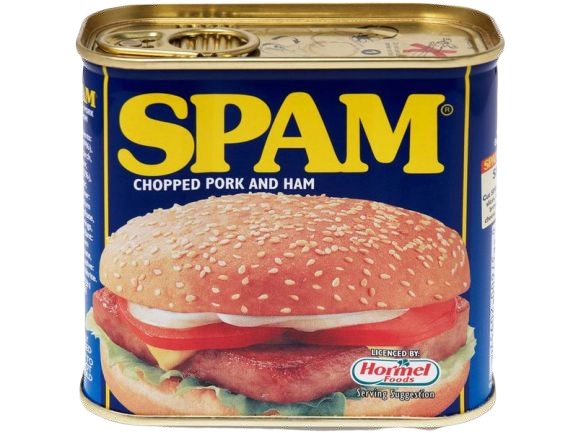 SPAM®
CHOPPED PORK AND HAM
LICENCED BY:
Hormel
Foods
Serving Suggestion